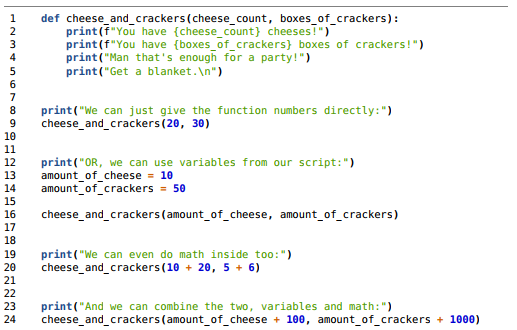 1 def cheese_and_crackers(cheese_count, boxes_of_crackers):
2     print(f"You have {cheese_count} cheeses!")
3     print(f"You have {boxes_of_crackers} boxes of crackers!")
4     print("Man that's enough for a party!")
5     print("Get a blanket.\n")
6
7
8 print("We can just give the function numbers directly:")
9 cheese_and_crackers(20, 30)
10
11
12 print("OR, we can use variables from our script:")
13 amount_of_cheese = 10
14 amount_of_crackers = 50
15
16 cheese_and_crackers(amount_of_cheese, amount_of_crackers)
17
18
19 print("We can even do math inside too:")
20 cheese_and_crackers(10 + 20, 5 + 6)
21
22
23 print("And we can combine the two, variables and math:")
24 cheese_and_crackers(amount_of_cheese + 100, amount_of_crackers + 1000)